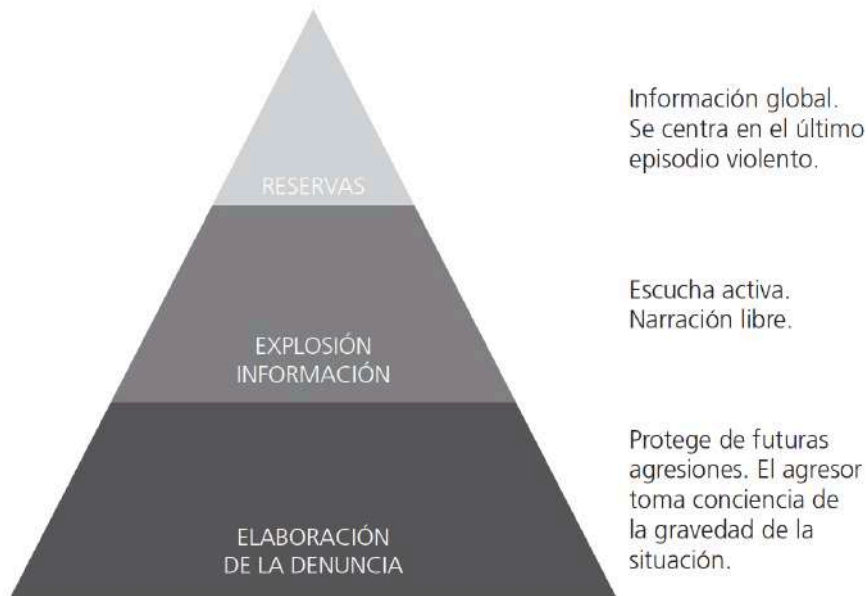 RESERVAS
Información global.
Se centra en el último
episodio violento.
EXPLOSIÓN
INFORMACIÓN
Escucha activa.
Narración libre.
ELABORACIÓN
DE LA DENUNCIA
Protege de futuras
agresiones. El agresor
toma conciencia de
la gravedad de la
situación.